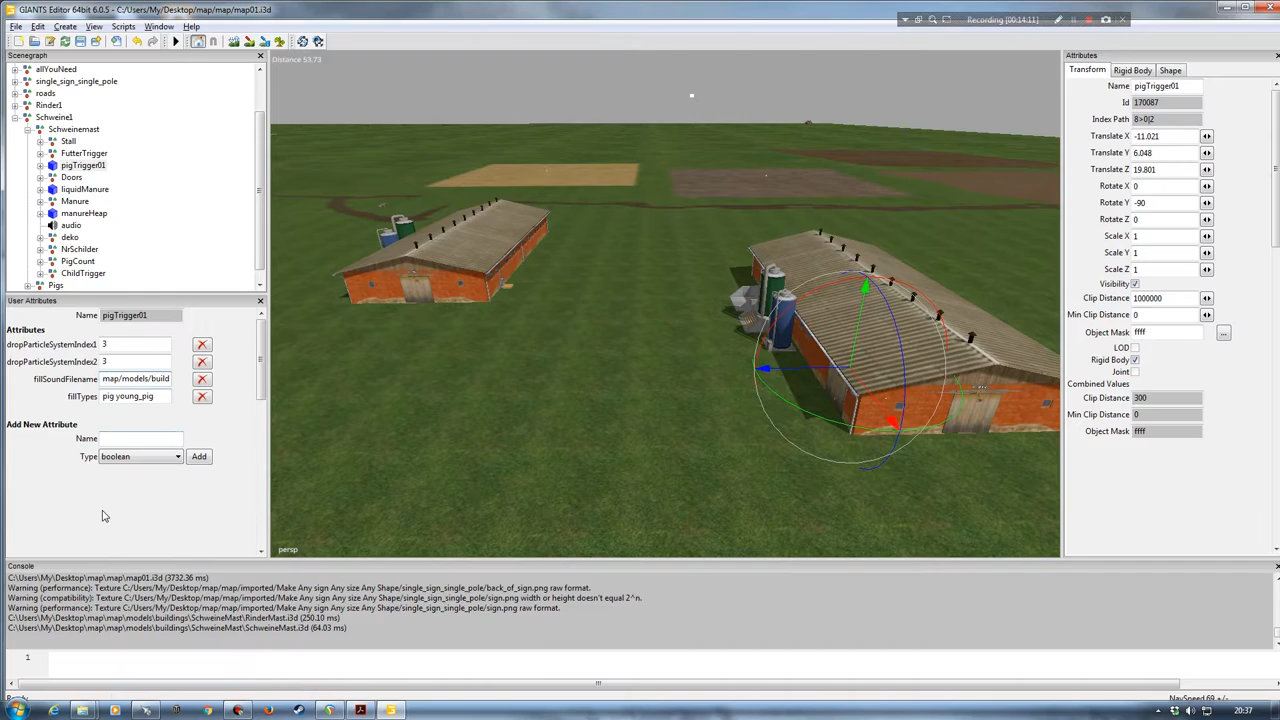 GIANTS Editor 64bit 6.0.5 - C:/Users/My/Desktop/map/map/map01.i3d
Recording [00:14:11]
File Edit Create View Scripts Window Help
Scenegraph
allYouNeed
single_sign_single_pole
roads
Rinder1
Schweine1
Schweinemast
Stall
FutterTrigger
pigTrigger01
Doors
liquidManure
Manure
manureHeap
audio
deko
NrSchilder
PigCount
ChildTrigger
Pigs
User Attributes
Name pigTrigger01
Attributes
dropParticleSystemIndex1 3
dropParticleSystemIndex2 3
fillSoundFilename map/models/build
fillTypes pig young_pig
Add New Attribute
Name
Type boolean Add
Distance 53.73
persp
Attributes
Transform Rigid Body Shape
Name pigTrigger01
Id 170087
Index Path 8>0|2
Translate X -11.021
Translate Y 6.048
Translate Z 19.801
Rotate X 0
Rotate Y -90
Rotate Z 0
Scale X 1
Scale Y 1
Scale Z 1
Visibility
Clip Distance 1000000
Min Clip Distance 0
Object Mask ffff ...
LOD
Rigid Body
Joint
Combined Values
Clip Distance 300
Min Clip Distance 0
Object Mask ffff
Console
C:\Users\My\Desktop\map\map\map01.i3d (3732.36 ms)
Warning (performance): Texture C:/Users/My/Desktop/map/map/imported/Make Any sign Any size Any Shape/single_sign_single_pole/back_of_sign.png raw format.
Warning (compatibility): Texture C:/Users/My/Desktop/map/map/imported/Make Any sign Any size Any Shape/single_sign_single_pole/sign.png width or height doesn't equal 2^n.
Warning (performance): Texture C:/Users/My/Desktop/map/map/imported/Make Any sign Any size Any Shape/single_sign_single_pole/sign.png raw format.
C:\Users\My\Desktop\map\map\models\buildings\SchweineMast\RinderMast.i3d (250.10 ms)
C:\Users\My\Desktop\map\map\models\buildings\SchweineMast\SchweineMast.i3d (64.03 ms)
1
NavSpeed 69
20:37